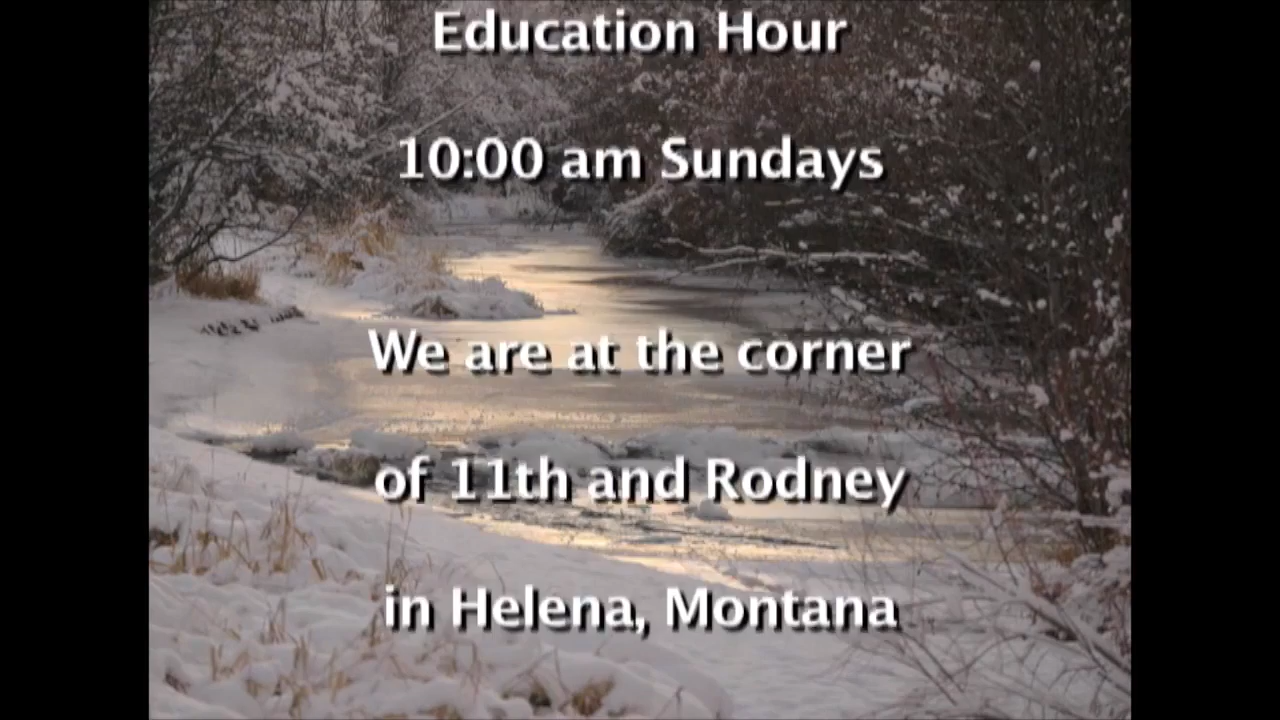 Education Hour
10:00 am Sundays
We are at the corner
of 11th and Rodney
in Helena, Montana